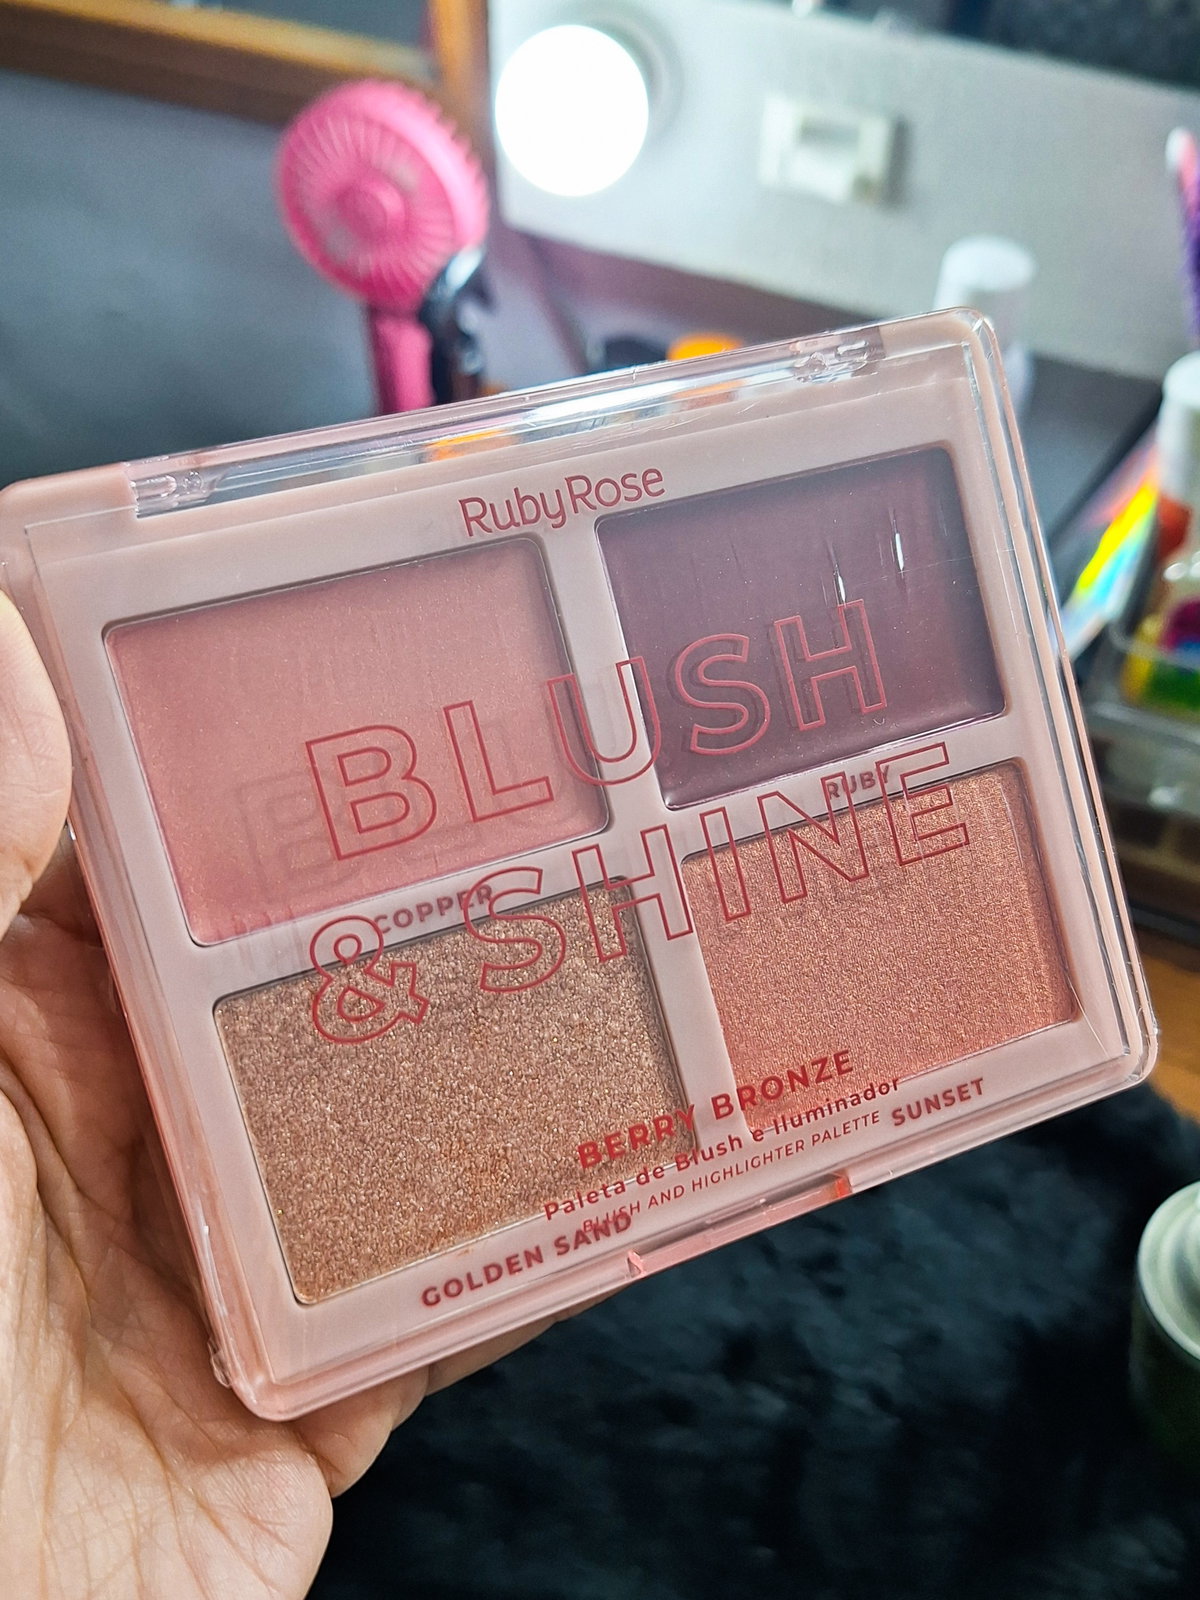 RubyRose
BLUSH
& SHINE
RUBY
COPPER
BERRY BRONZE
Paleta de Blush e Iluminador
BLUSH AND HIGHLIGHTER PALETTE
SUNSET
GOLDEN SAND